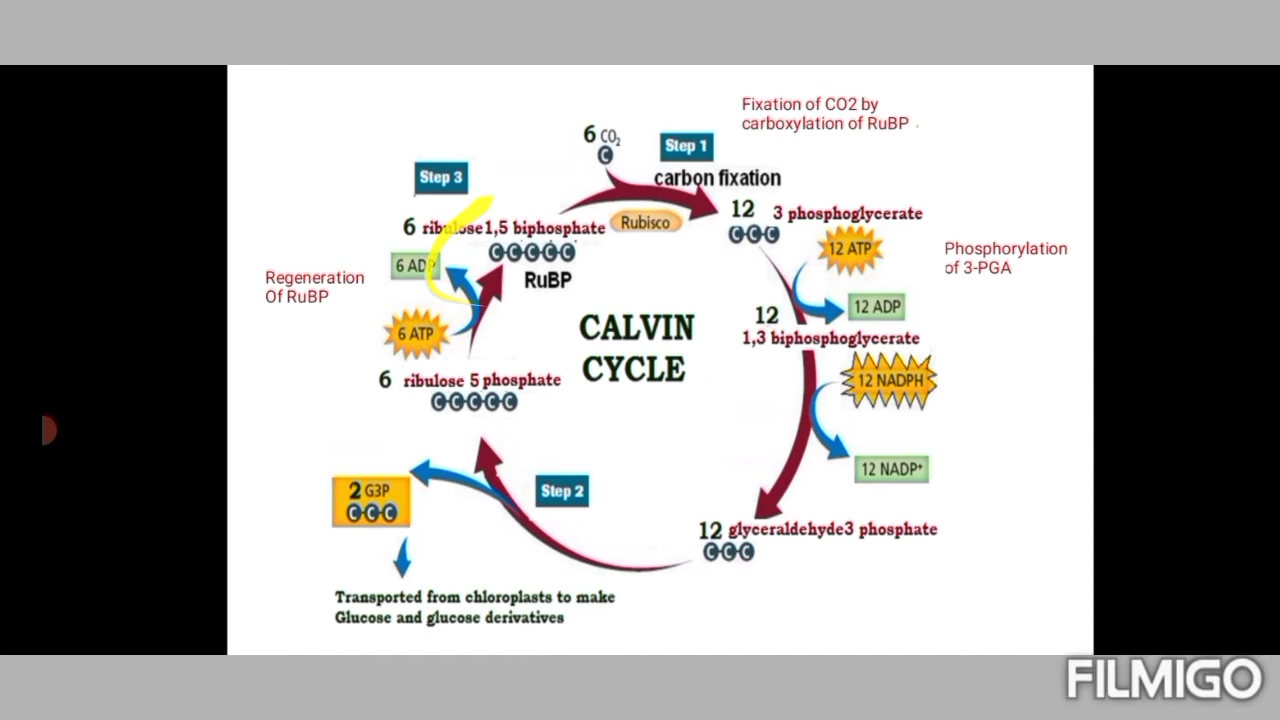 Fixation of CO2 by
carboxylation of RuBP
6 CO2
C
Step 1
carbon fixation
Step 3
6 ribulose1,5 biphosphate
Rubisco
12 3 phosphoglycerate
C C C
C C C C C
RuBP
12 ATP
Phosphorylation
of 3-PGA
6 ADP
Regeneration
Of RuBP
12 ADP
12
1,3 biphosphoglycerate
6 ATP
CALVIN
CYCLE
6 ribulose 5 phosphate
C C C C C
12 NADPH
12 NADP+
2 G3P
C C C
Step 2
12 glyceraldehyde3 phosphate
C C C
Transported from chloroplasts to make
Glucose and glucose derivatives
FILMIGO